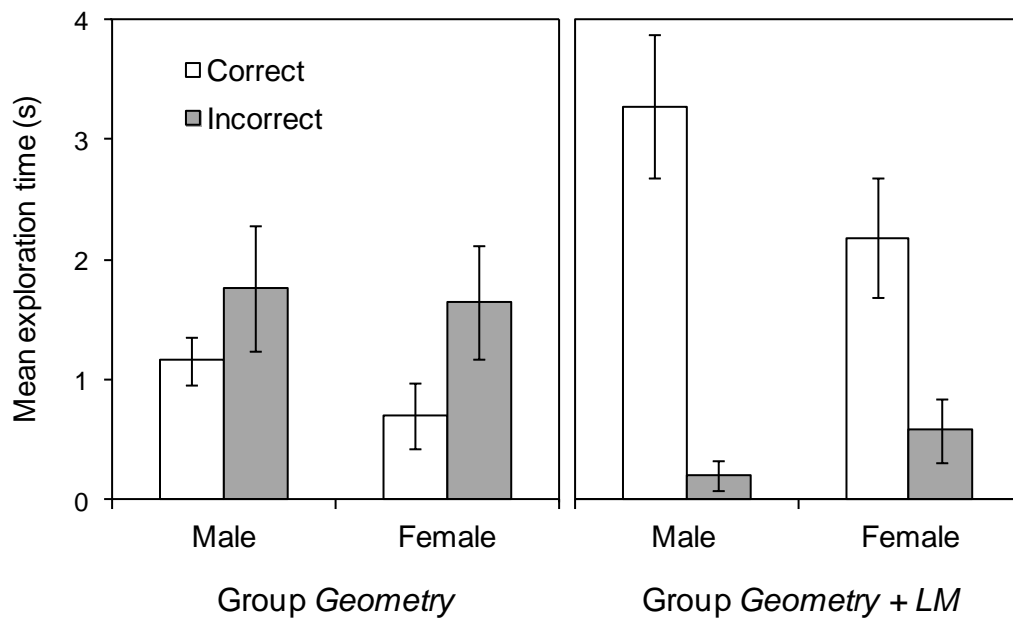 Mean exploration time (s)
4
3
2
1
0
Correct
Incorrect
Male Female
Group Geometry
Male Female
Group Geometry + LM